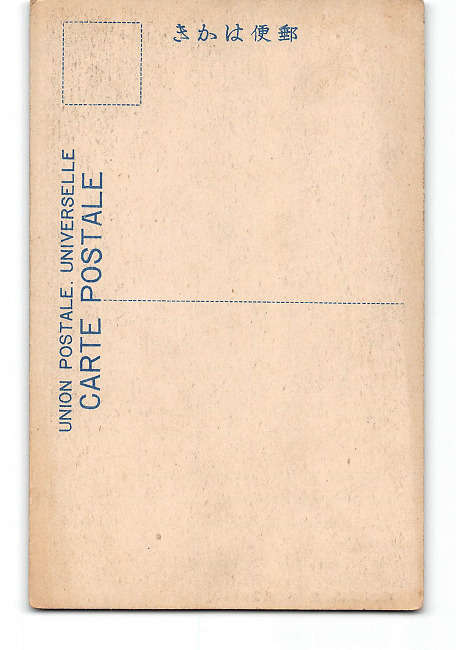 きかは便郵
UNION POSTALE. UNIVERSELLE
CARTE POSTALE